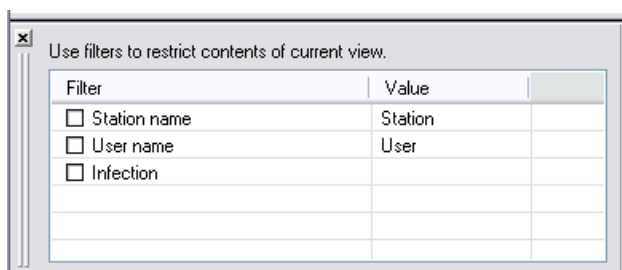 Use filters to restrict contents of current view.
Filter Value
Station name Station
User name User
Infection